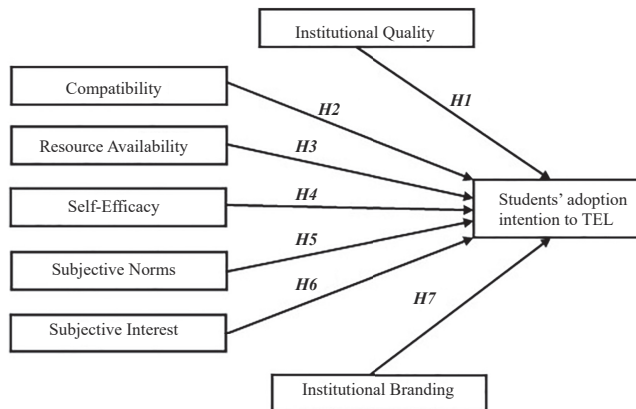 Institutional Quality
H1
Compatibility
H2
Resource Availability
H3
Self-Efficacy
H4
Students’ adoption
intention to TEL
Subjective Norms
H5
Subjective Interest
H6
H7
Institutional Branding